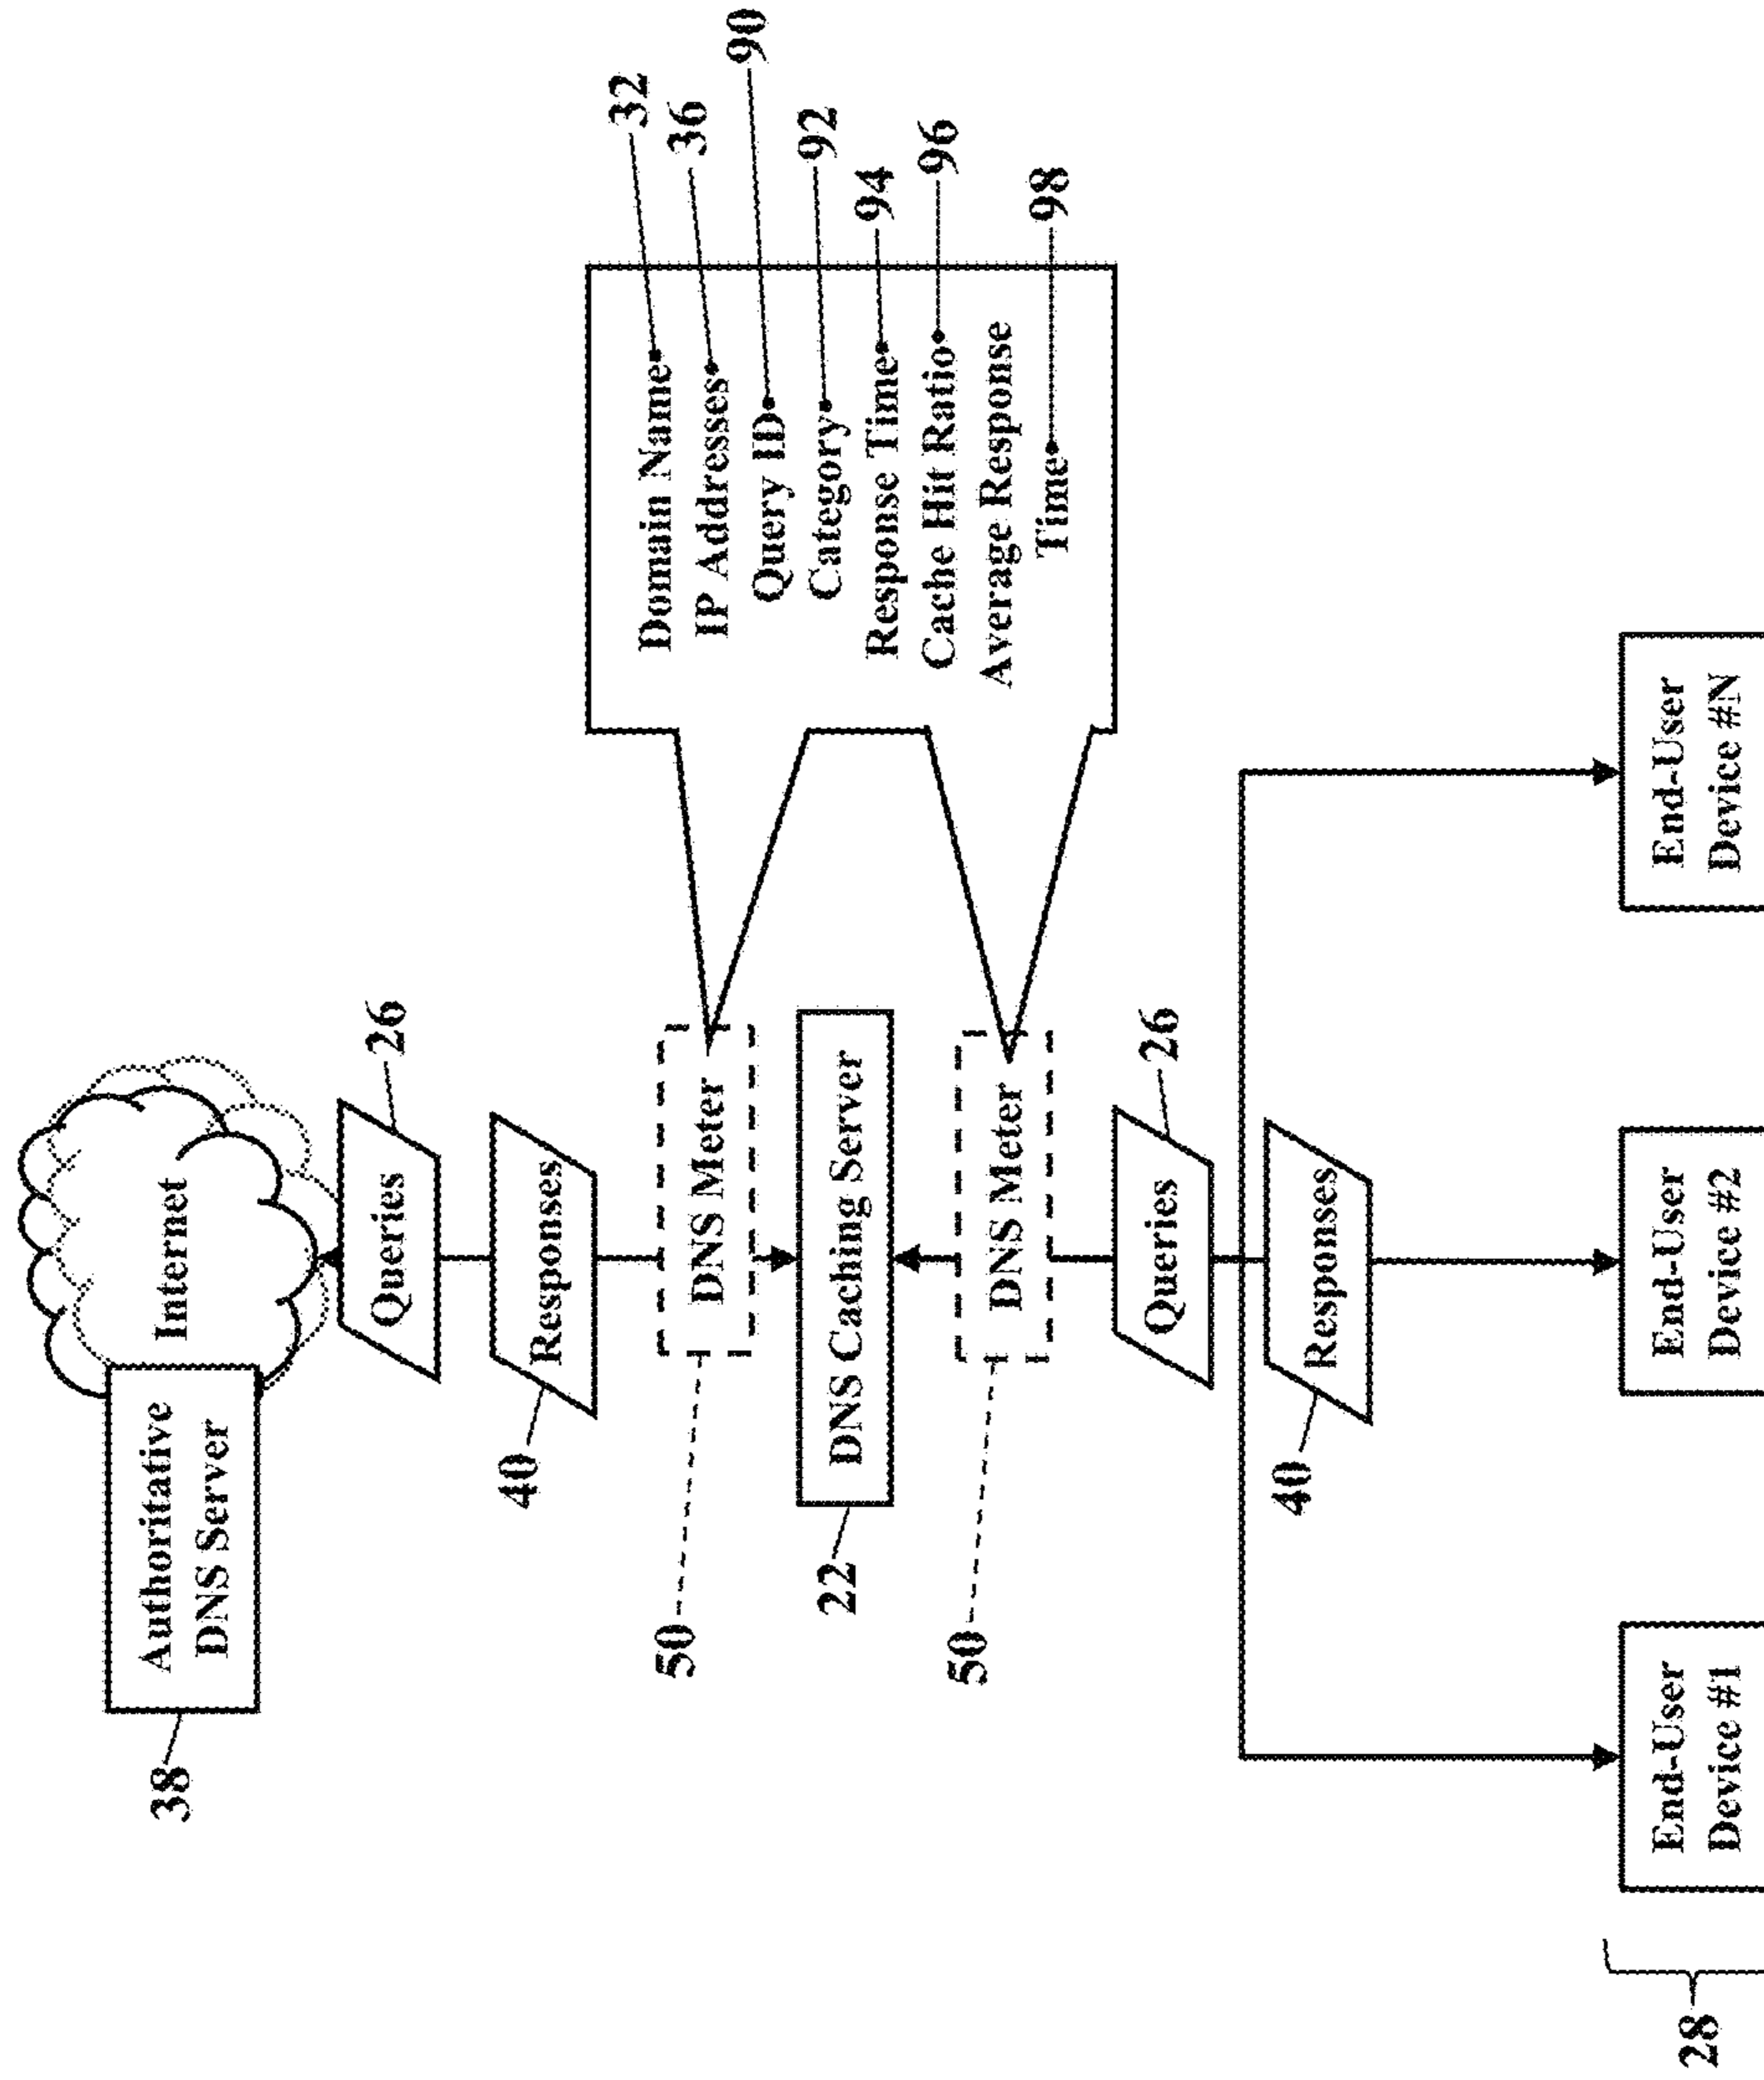 38
Authoritative
DNS Server
Internet
Queries
26
40
Responses
50
DNS Meter
22
DNS Caching Server
50
DNS Meter
Domain Name
32
IP Addresses
36
Query ID
90
Category
92
Response Time
94
Cache Hit Ratio
96
Average Response
Time
98
Queries
26
40
Responses
28
End-User
Device #1
End-User
Device #2
End-User
Device #N